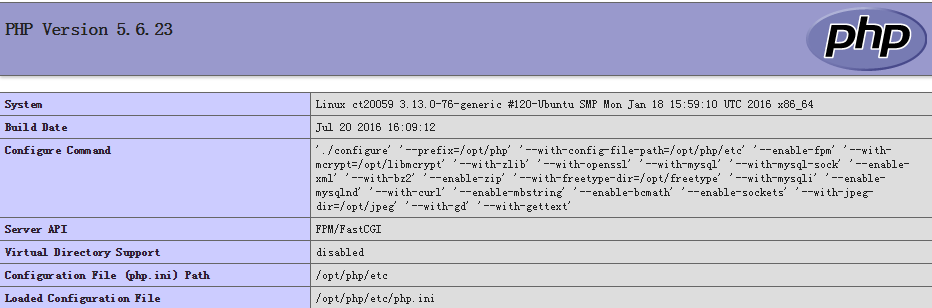 PHP Version 5.6.23
php
System Linux ct20059 3.13.0-76-generic #120-Ubuntu SMP Mon Jan 18 15:59:10 UTC 2016 x86_64
Build Date Jul 20 2016 16:09:12
Configure Command './configure' '--prefix=/opt/php' '--with-config-file-path=/opt/php/etc' '--enable-fpm' '--with-
mcrypt=/opt/libmcrypt' '--with-zlib' '--with-openssl' '--with-mysql' '--with-mysql-sock' '--enable-
xml' '--with-bz2' '--enable-zip' '--with-freetype-dir=/opt/freetype' '--with-mysqli' '--enable-
mysqlnd' '--with-curl' '--enable-mbstring' '--enable-bcmath' '--enable-sockets' '--with-jpeg-
dir=/opt/jpeg' '--with-gd' '--with-gettext'
Server API FPM/FastCGI
Virtual Directory Support disabled
Configuration File (php.ini) Path /opt/php/etc
Loaded Configuration File /opt/php/etc/php.ini